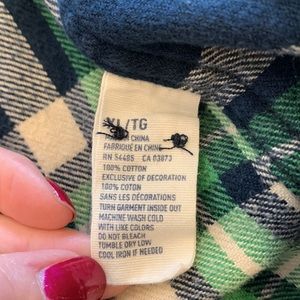 XL/TG
IN CHINA
FABRIQUÉ EN CHINE
RN 54485 CA 03873
100% COTTON
EXCLUSIVE OF DECORATION
100% COTON
SANS LES DÉCORATIONS
TURN GARMENT INSIDE OUT
MACHINE WASH COLD
WITH LIKE COLORS
DO NOT BLEACH
TUMBLE DRY LOW
COOL IRON IF NEEDED